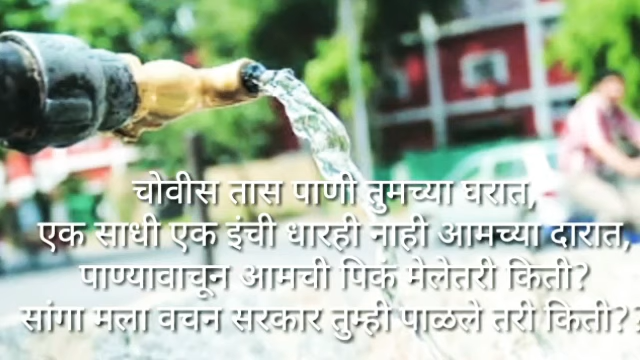 चोवीस तास पाणी तुमच्या घरात,
एक साधी एक इंची धारही नाही आमच्या दारात,
पाण्यावाचून आमची पिकं मेलेतरी किती?
सांगा मला वचन सरकार तुम्ही पाळले तरी किती??